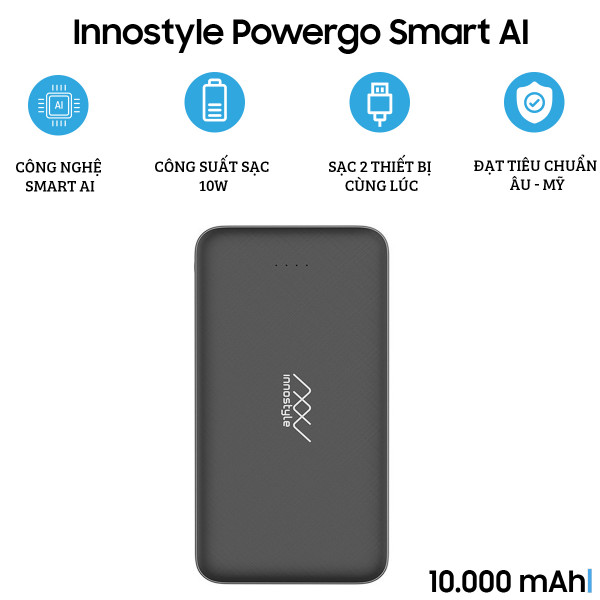 Innostyle Powergo Smart AI
AI
CÔNG NGHỆ
SMART AI
CÔNG SUẤT SẠC
10W
SẠC 2 THIẾT BỊ
CÙNG LÚC
ĐẠT TIÊU CHUẨN
ÂU - MỸ
innostyle
10.000 mAh